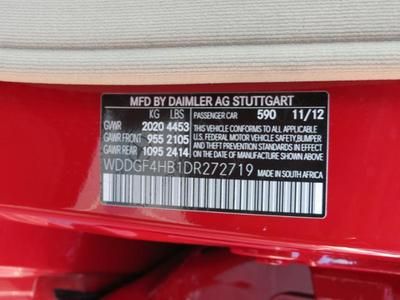 MFD BY DAIMLER AG STUTTGART
KG LBS
GVWR 2020 4453
GAWR FRONT 955 2105
GAWR REAR 1095 2414
PASSENGER CAR 590 11/12
THIS VEHICLE CONFORMS TO ALL APPLICABLE
U.S. FEDERAL MOTOR VEHICLE SAFETY, BUMPER
AND THEFT PREVENTION STANDARDS IN EFFECT
ON THE DATE OF MANUFACTURE SHOWN ABOVE.
WDDGF4HB1DR272719
MADE IN SOUTH AFRICA